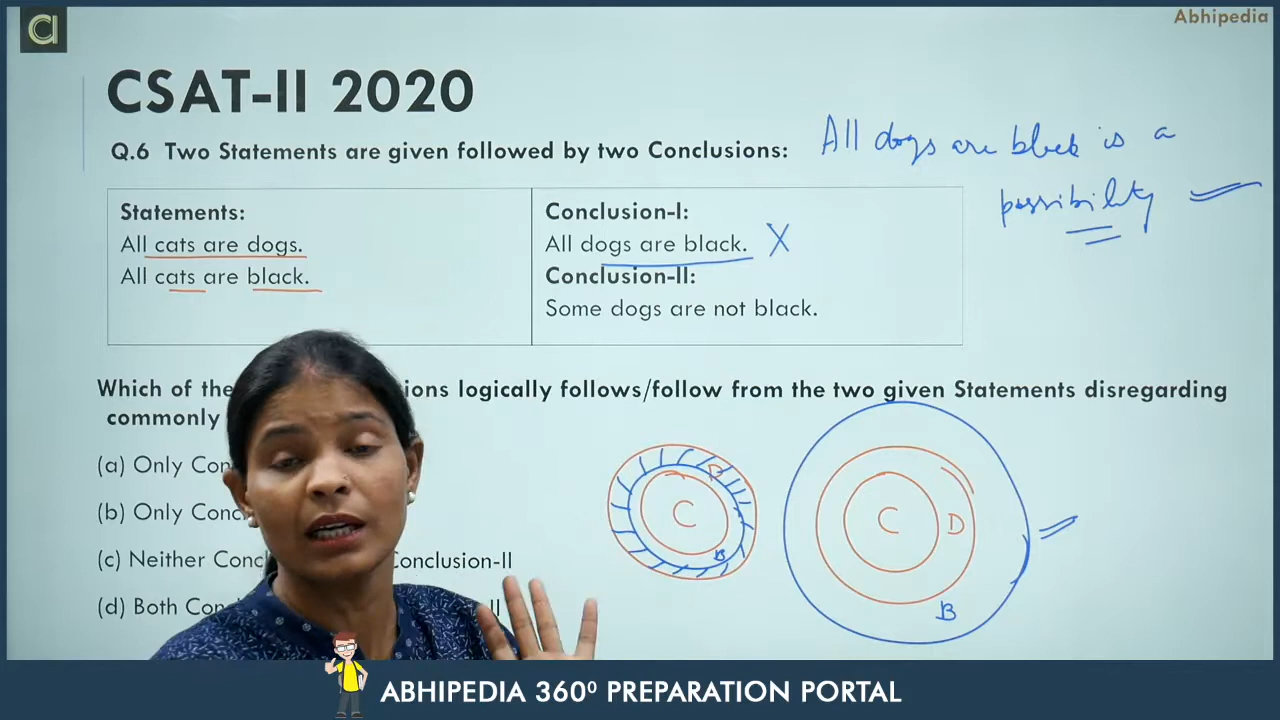 Abhipedia
CSAT-II 2020
Q.6 Two Statements are given followed by two Conclusions:
All dogs are black is a
possibility
Statements:
All cats are dogs.
All cats are black.
Conclusion-I:
All dogs are black. X
Conclusion-II:
Some dogs are not black.
Which of the ions logically follows/follow from the two given Statements disregarding
commonly
(a) Only Con
(b) Only Conc
(c) Neither Conc Conclusion-II
(d) Both Con -II
C
B
C
D
B
ABHIPEDIA 360⁰ PREPARATION PORTAL